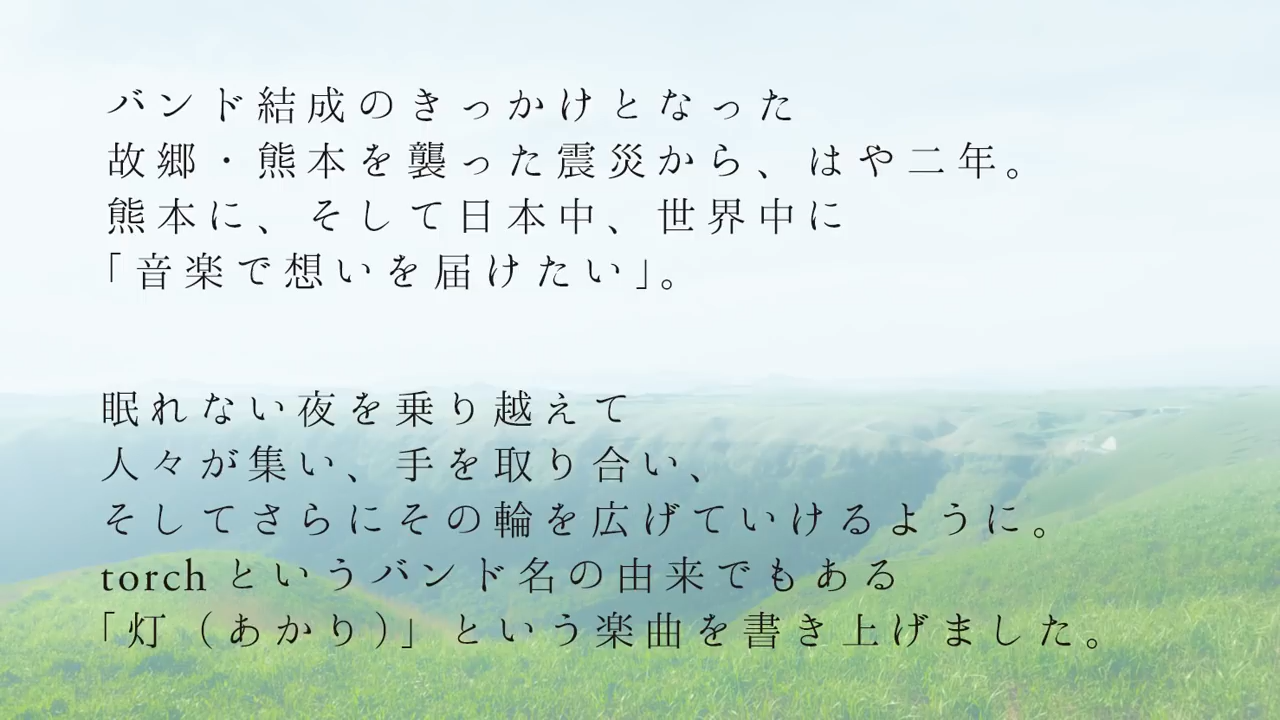 バンド結成のきっかけとなった
故郷・熊本を襲った震災から、はや二年。
熊本に、そして日本中、世界中に
「音楽で想いを届けたい」。
眠れない夜を乗り越えて
人々が集い、手を取り合い、
そしてさらにその輪を広げていけるように。
torchというバンド名の由来でもある
「灯（あかり）」という楽曲を書き上げました。